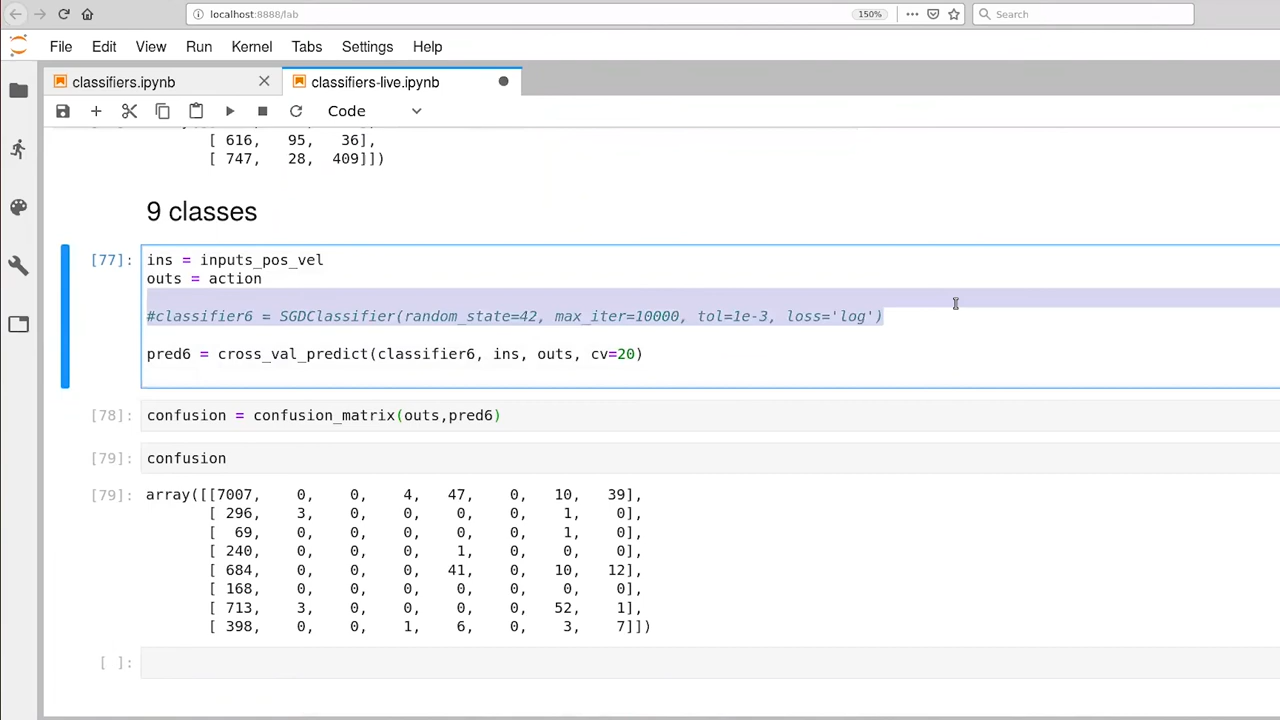 localhost:8888/lab
150%
Search
File Edit View Run Kernel Tabs Settings Help
classifiers.ipynb
classifiers-live.ipynb
Code
[ 616, 95, 36],
[ 747, 28, 409]])
9 classes
[77]:
ins = inputs_pos_vel
outs = action
#classifier6 = SGDClassifier(random_state=42, max_iter=10000, tol=1e-3, loss='log')
pred6 = cross_val_predict(classifier6, ins, outs, cv=20)
[78]: confusion = confusion_matrix(outs,pred6)
[79]: confusion
[79]: array([[7007, 0, 0, 4, 47, 0, 10, 39],
[ 296, 3, 0, 0, 0, 0, 1, 0],
[ 69, 0, 0, 0, 0, 0, 1, 0],
[ 240, 0, 0, 0, 1, 0, 0, 0],
[ 684, 0, 0, 0, 41, 0, 10, 12],
[ 168, 0, 0, 0, 0, 0, 0, 0],
[ 713, 3, 0, 0, 0, 0, 52, 1],
[ 398, 0, 0, 1, 6, 0, 3, 7]])
[ ]: